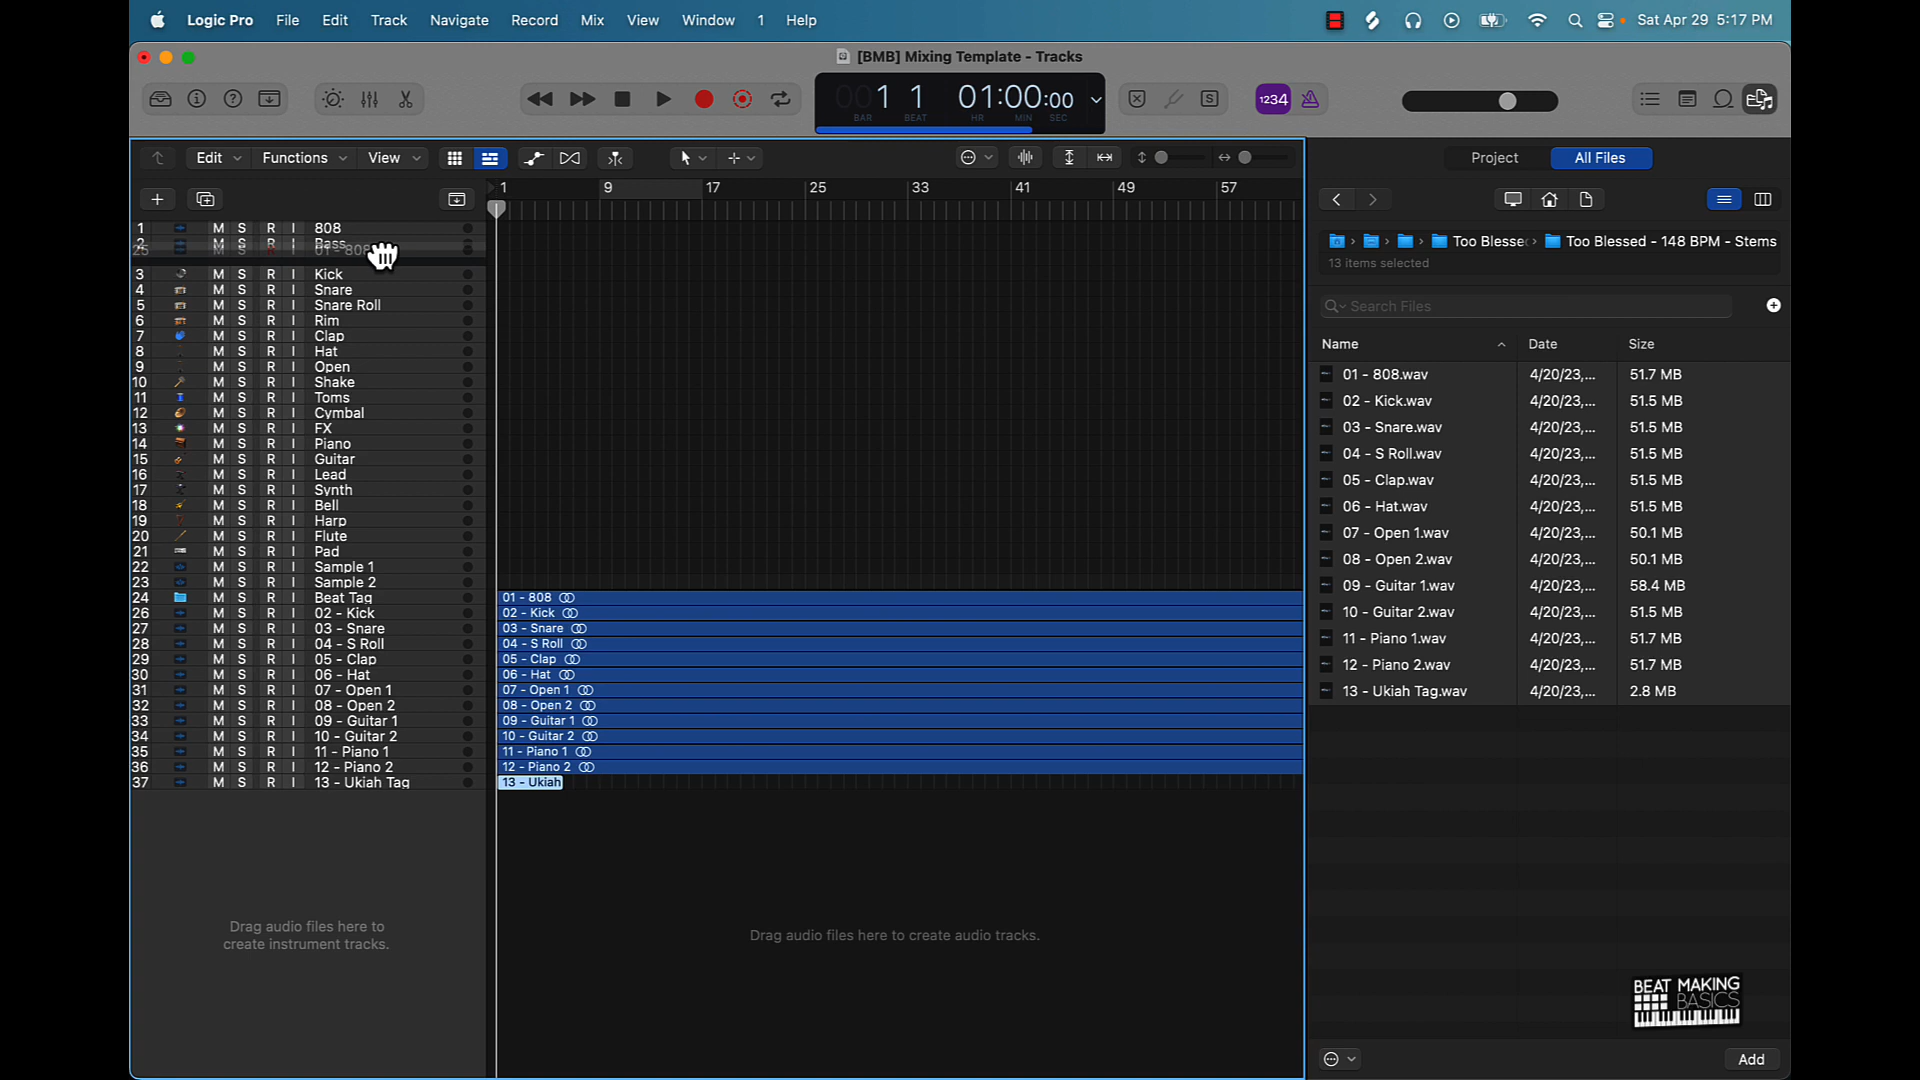 Logic Pro File Edit Track Navigate Record Mix View Window 1 Help Sat Apr 29 5:17 PM
[BMB] Mixing Template - Tracks
001 1 01:00:00
BAR BEAT HR MIN SEC
1234
Edit Functions View
Project All Files
1 9 17 25 33 41 49 57
Too Blesse Too Blessed - 148 BPM - Stems
13 items selected
Search Files
Name Date Size
1 M S R I 808
2 M S R I Bass
25 M S R I 01 - 808
3 M S R I Kick
4 M S R I Snare
5 M S R I Snare Roll
6 M S R I Rim
7 M S R I Clap
8 M S R I Hat
9 M S R I Open
10 M S R I Shake
11 M S R I Toms
12 M S R I Cymbal
13 M S R I FX
14 M S R I Piano
15 M S R I Guitar
16 M S R I Lead
17 M S R I Synth
18 M S R I Bell
19 M S R I Harp
20 M S R I Flute
21 M S R I Pad
22 M S R I Sample 1
23 M S R I Sample 2
24 M S R I Beat Tag
26 M S R I 02 - Kick
27 M S R I 03 - Snare
28 M S R I 04 - S Roll
29 M S R I 05 - Clap
30 M S R I 06 - Hat
31 M S R I 07 - Open 1
32 M S R I 08 - Open 2
33 M S R I 09 - Guitar 1
34 M S R I 10 - Guitar 2
35 M S R I 11 - Piano 1
36 M S R I 12 - Piano 2
37 M S R I 13 - Ukiah Tag
01 - 808
02 - Kick
03 - Snare
04 - S Roll
05 - Clap
06 - Hat
07 - Open 1
08 - Open 2
09 - Guitar 1
10 - Guitar 2
11 - Piano 1
12 - Piano 2
13 - Ukiah
01 - 808.wav 4/20/23,... 51.7 MB
02 - Kick.wav 4/20/23,... 51.5 MB
03 - Snare.wav 4/20/23,... 51.5 MB
04 - S Roll.wav 4/20/23,... 51.5 MB
05 - Clap.wav 4/20/23,... 51.5 MB
06 - Hat.wav 4/20/23,... 51.5 MB
07 - Open 1.wav 4/20/23,... 50.1 MB
08 - Open 2.wav 4/20/23,... 50.1 MB
09 - Guitar 1.wav 4/20/23,... 58.4 MB
10 - Guitar 2.wav 4/20/23,... 51.5 MB
11 - Piano 1.wav 4/20/23,... 51.7 MB
12 - Piano 2.wav 4/20/23,... 51.7 MB
13 - Ukiah Tag.wav 4/20/23,... 2.8 MB
Drag audio files here to
create instrument tracks.
Drag audio files here to create audio tracks.
BEAT MAKING
BASICS
Add